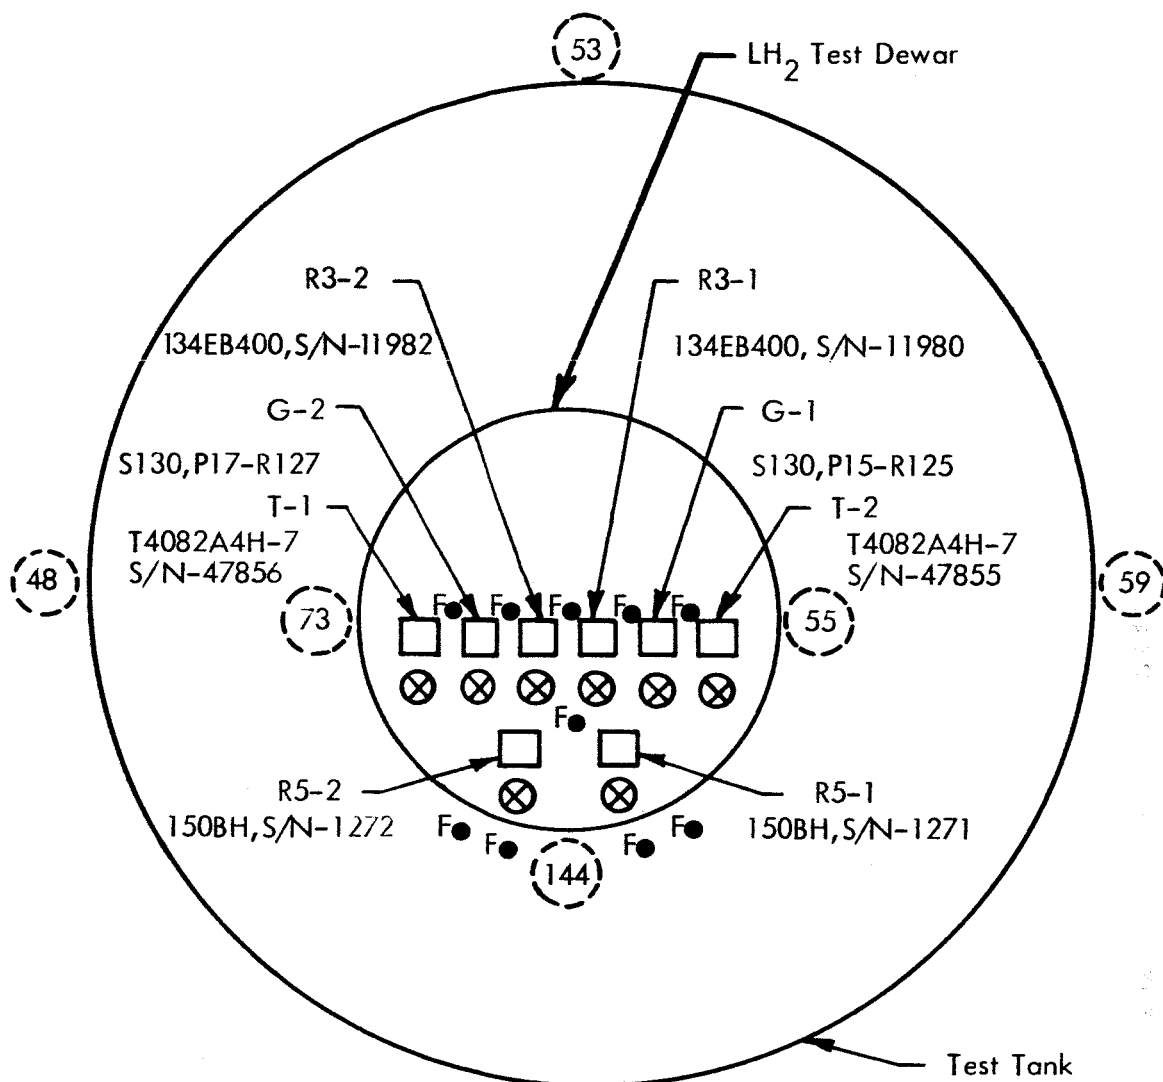 53
LH2 Test Dewar
R3-2
R3-1
134EB400, S/N-11982
134EB400, S/N-11980
G-2
G-1
S130, P17-R127
S130, P15-R125
T-1
T-2
T4082A4H-7
S/N-47856
T4082A4H-7
S/N-47855
48
59
73
55
F
F
F
F
F
F
R5-2
R5-1
150BH, S/N-1272
150BH, S/N-1271
F
F
F
F
144
Test Tank